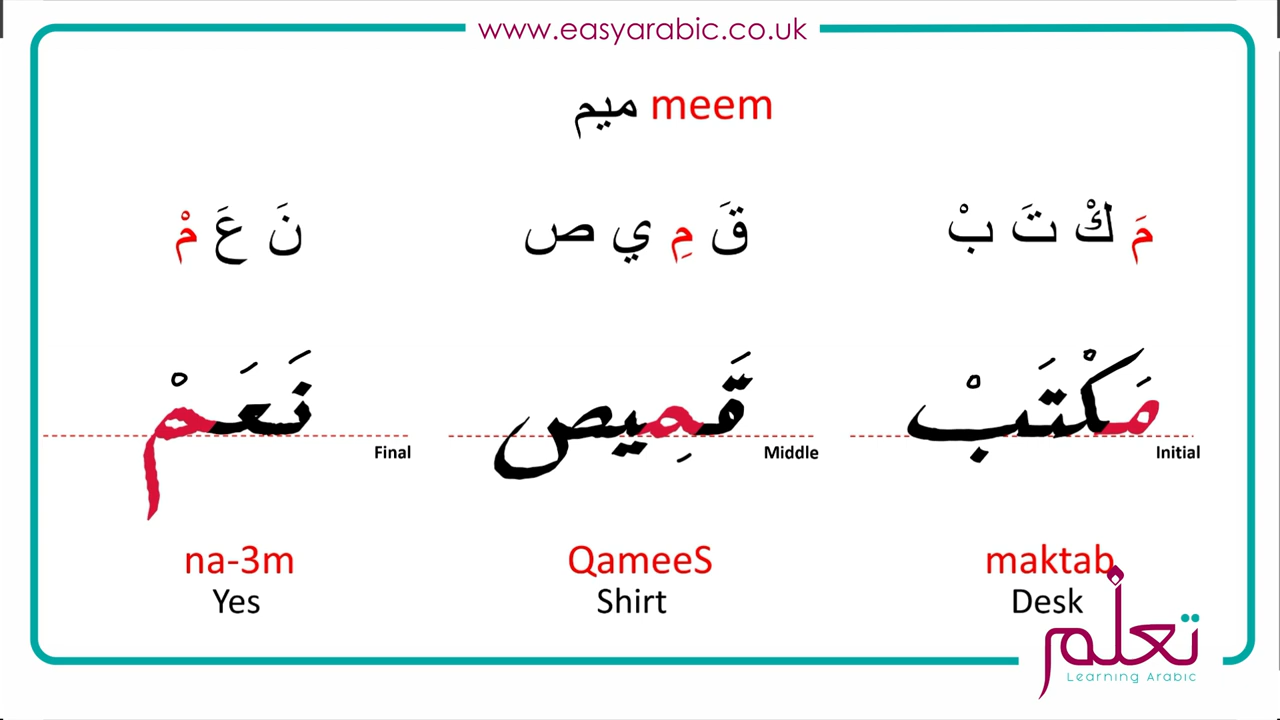 www.easyarabic.co.uk
ميم meem
مَ كْ تَ بْ
قَ مِ ي ص
نَ عَ مْ
مَكْتَبْ
قَمِيص
نَعَمْ
Initial
Middle
Final
maktab
QameeS
na-3m
Desk
Shirt
Yes
تعلم
Learning Arabic